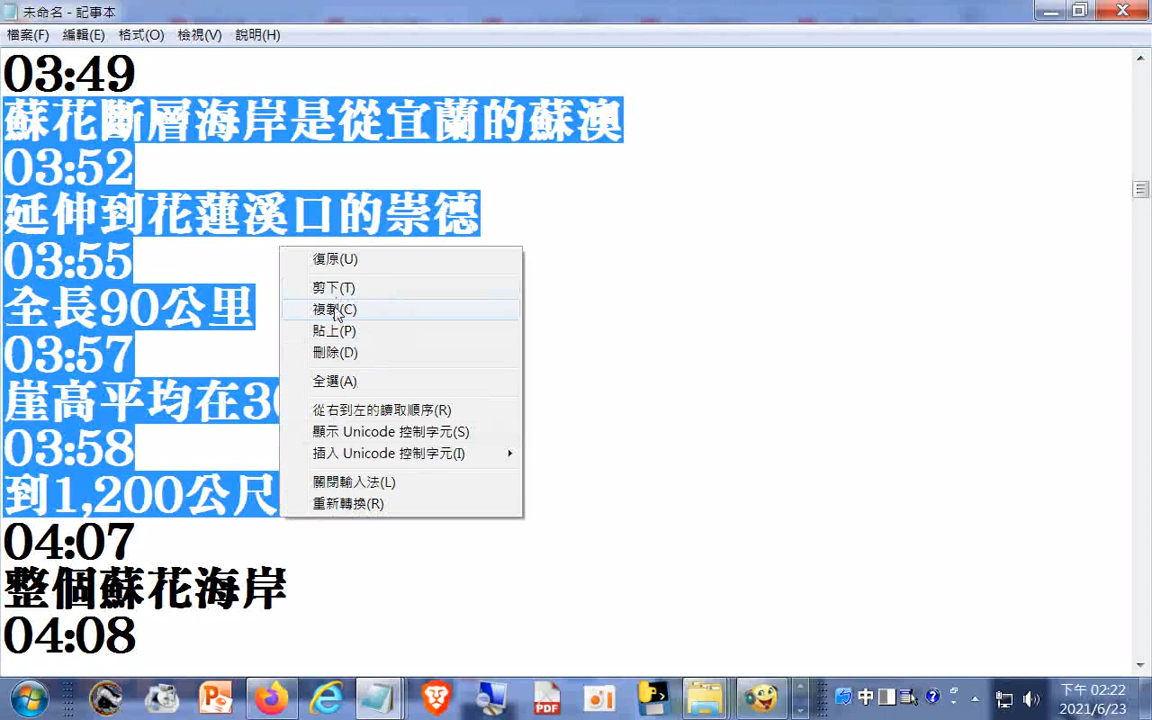 未命名 - 記事本
檔案(F) 編輯(E) 格式(O) 檢視(V) 說明(H)
03:49
蘇花斷層海岸是從宜蘭的蘇澳
03:52
延伸到花蓮溪口的崇德
03:55
全長90公里
03:57
崖高平均在30
03:58
到1,200公尺
04:07
整個蘇花海岸
04:08
復原(U)
剪下(T)
複製(C)
貼上(P)
刪除(D)
全選(A)
從右到左的讀取順序(R)
顯示 Unicode 控制字元(S)
插入 Unicode 控制字元(I)
關閉輸入法(L)
重新轉換(R)
PDF
中
下午 02:22
2021/6/23